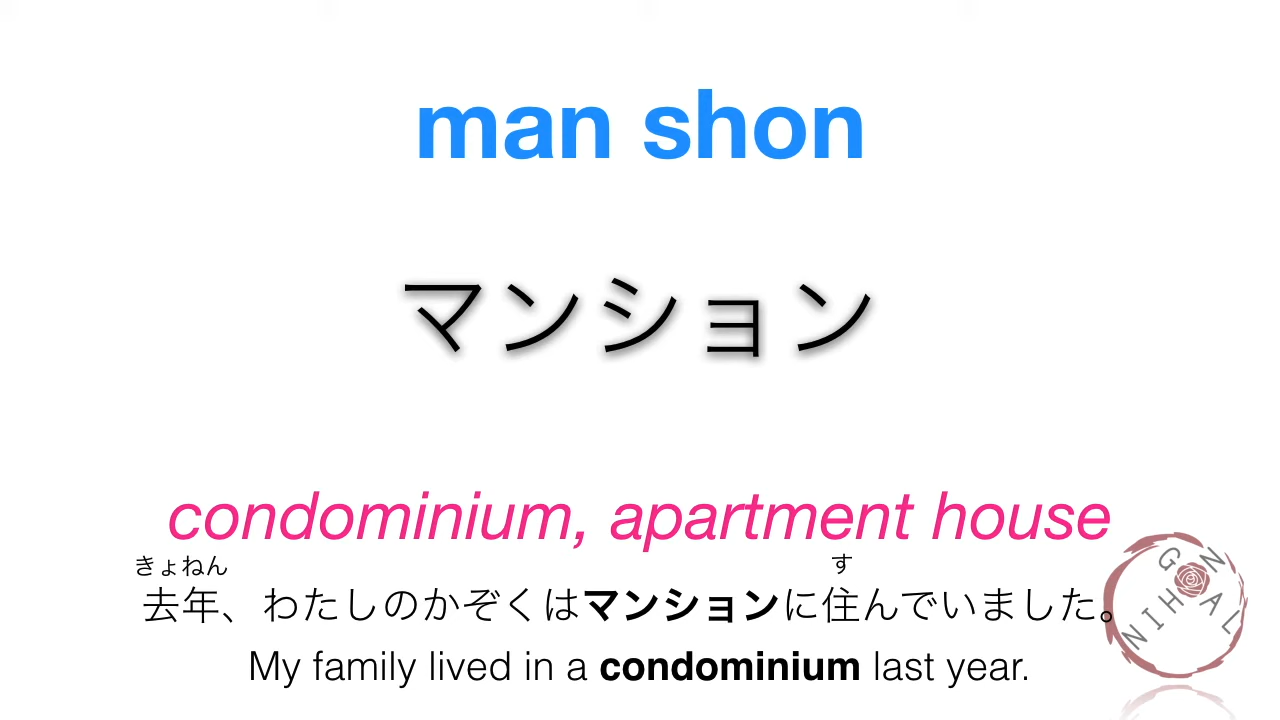 man shon
マンション
condominium, apartment house
きょねん す
去年、わたしのかぞくはマンションに住んでいました。
My family lived in a condominium last year.
NIHONGAL